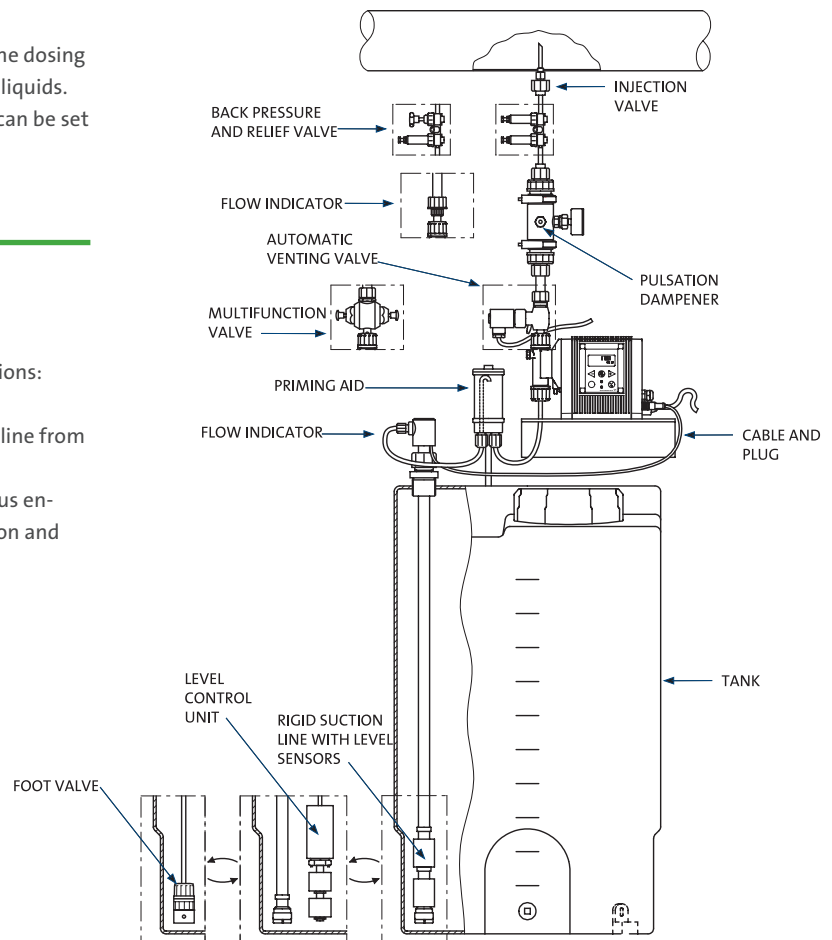 ne dosing
liquids.
can be set
ions:
line from
us en-
on and
INJECTION
VALVE
BACK PRESSURE
AND RELIEF VALVE
FLOW INDICATOR
AUTOMATIC
VENTING VALVE
PULSATION
DAMPENER
MULTIFUNCTION
VALVE
PRIMING AID
FLOW INDICATOR
CABLE AND
PLUG
LEVEL
CONTROL
UNIT
RIGID SUCTION
LINE WITH LEVEL
SENSORS
TANK
FOOT VALVE